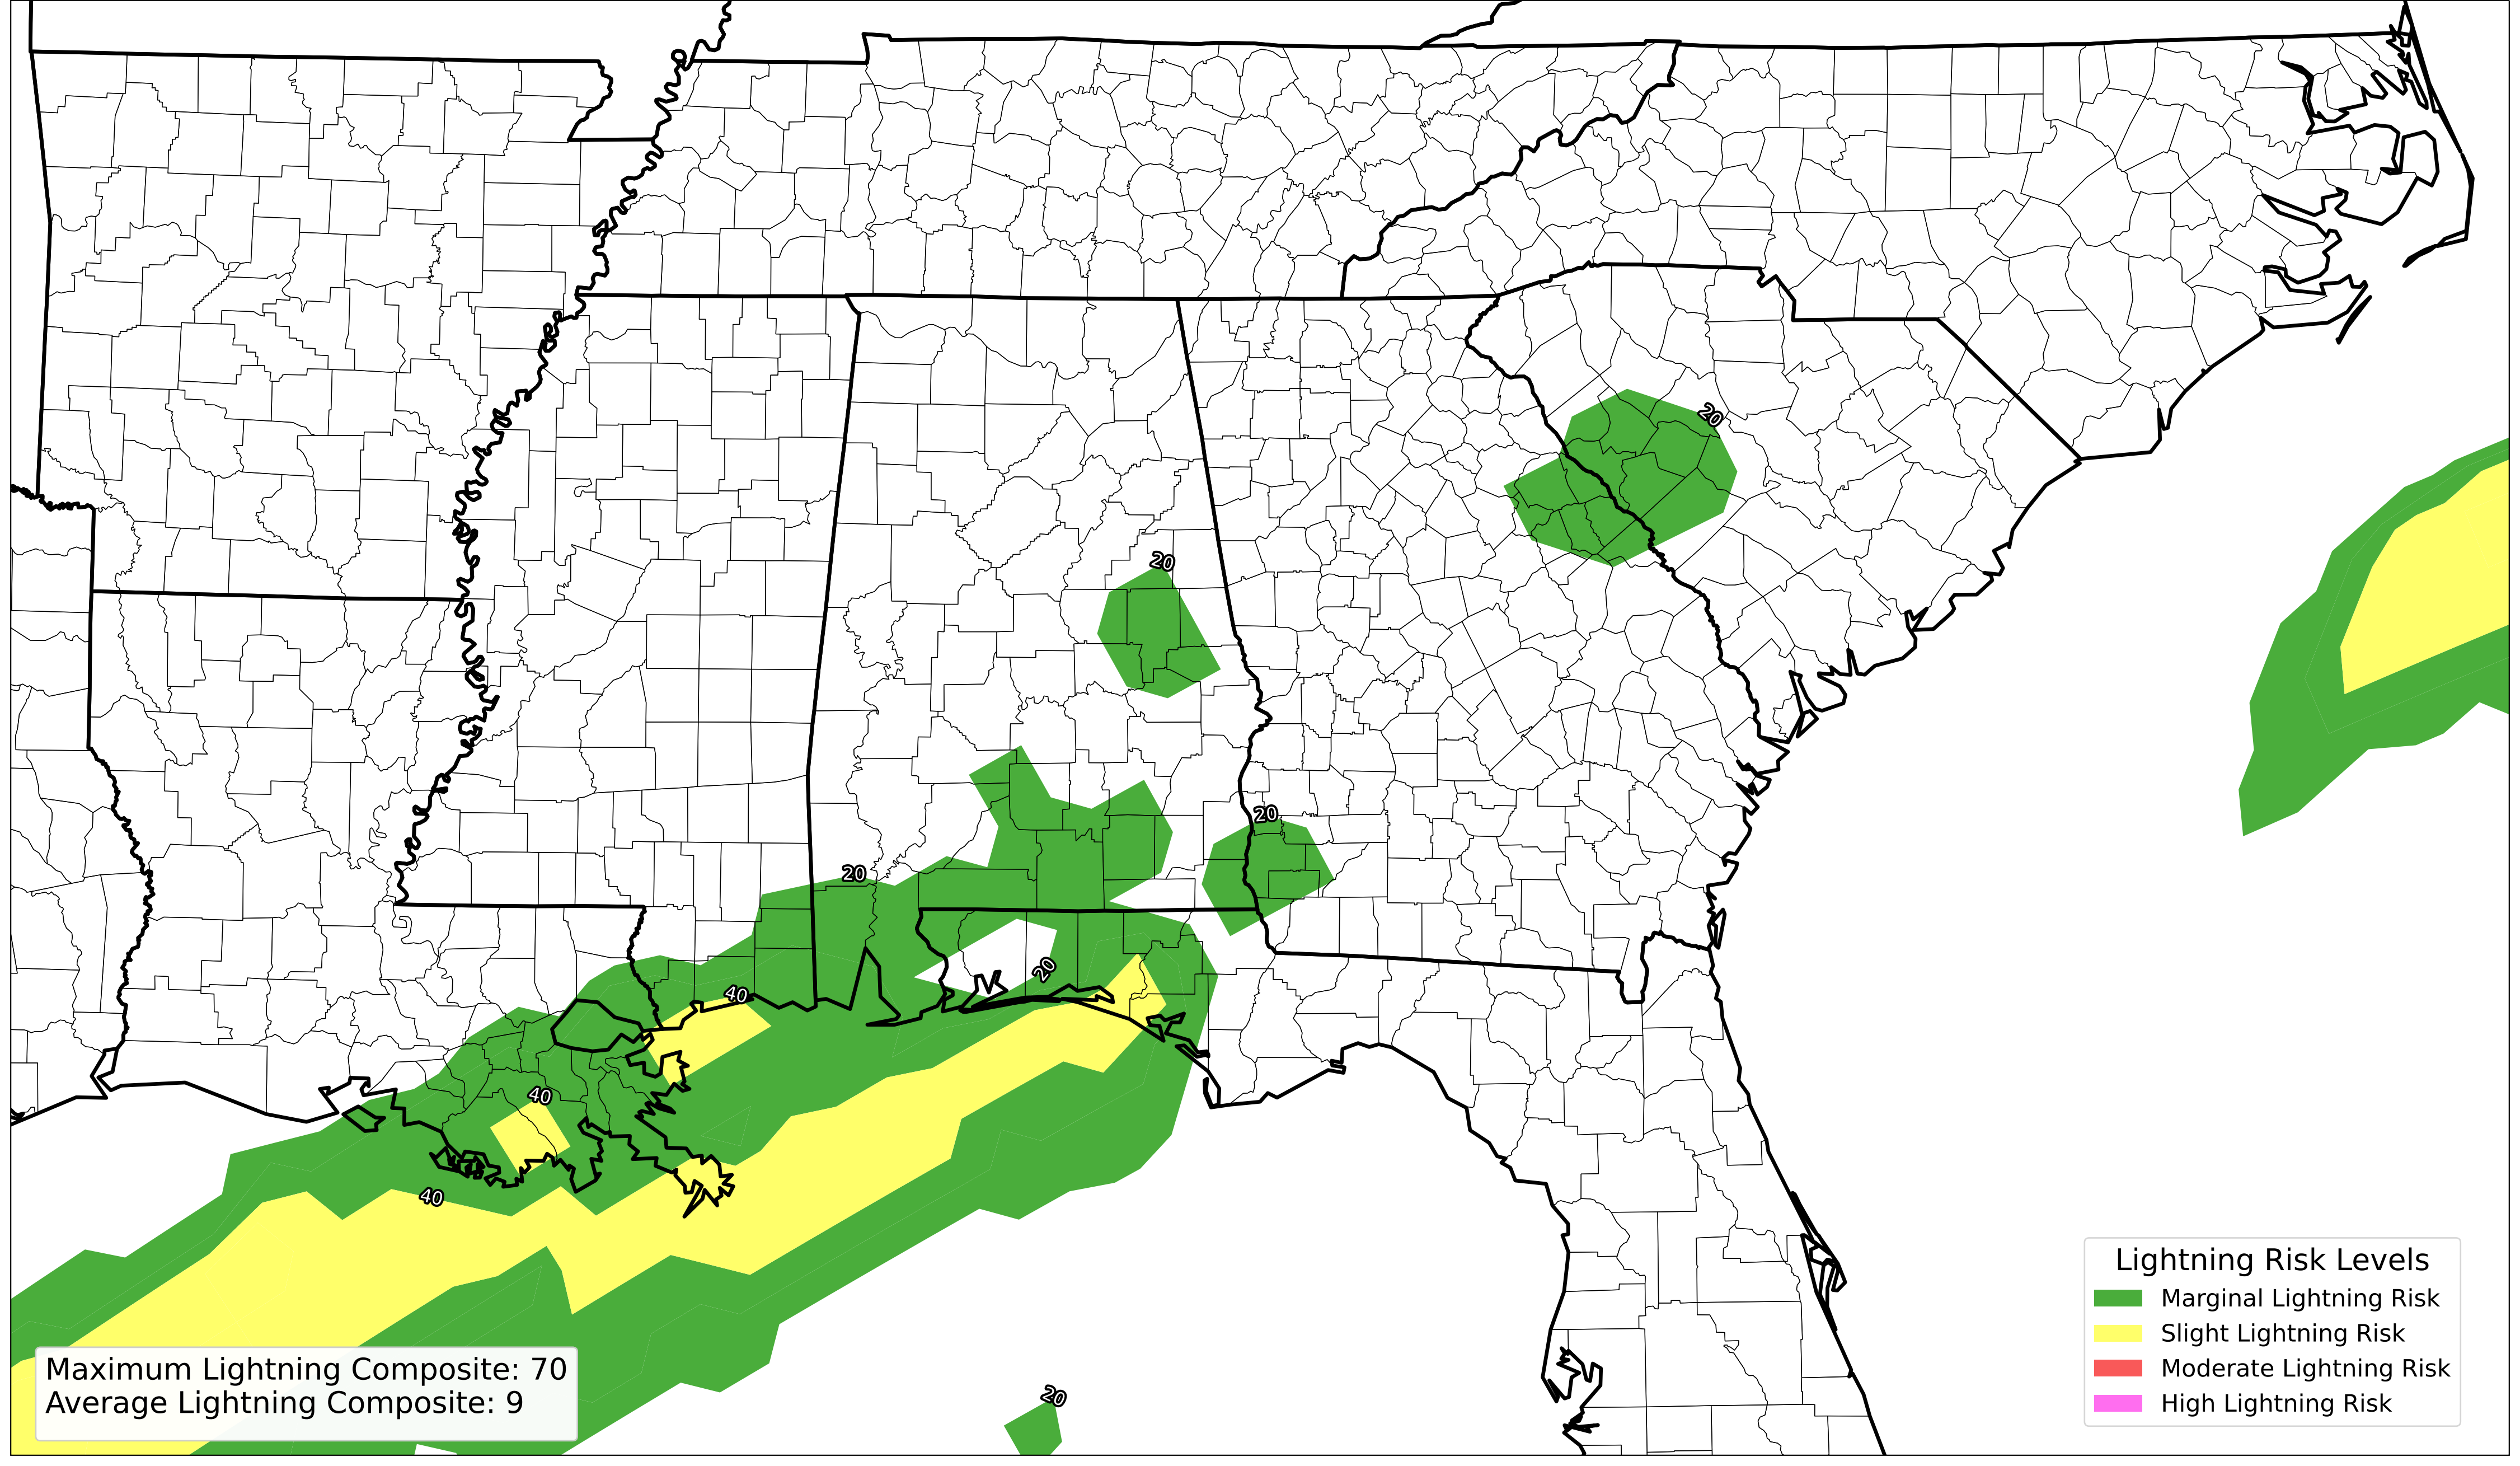 20
20
20
20
40
20
40
40
20
Lightning Risk Levels
Marginal Lightning Risk
Slight Lightning Risk
Moderate Lightning Risk
High Lightning Risk
Maximum Lightning Composite: 70
Average Lightning Composite: 9